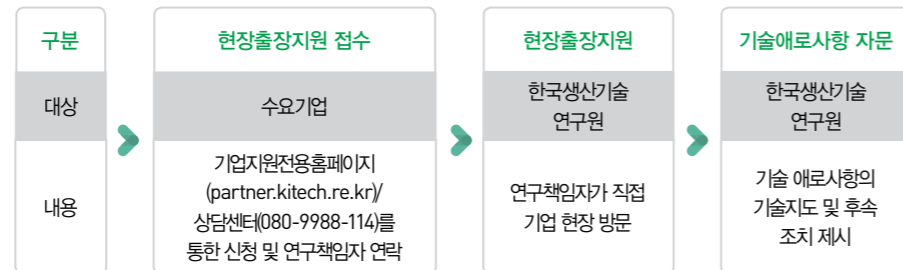 구분
대상
내용
현장출장지원 접수
수요기업
기업지원전용홈페이지
(partner.kitech.re.kr)/
상담센터(080-9988-114)를
통한 신청 및 연구책임자 연락
현장출장지원
한국생산기술
연구원
연구책임자가 직접
기업 현장 방문
기술애로사항 자문
한국생산기술
연구원
기술 애로사항의
기술지도 및 후속
조치 제시